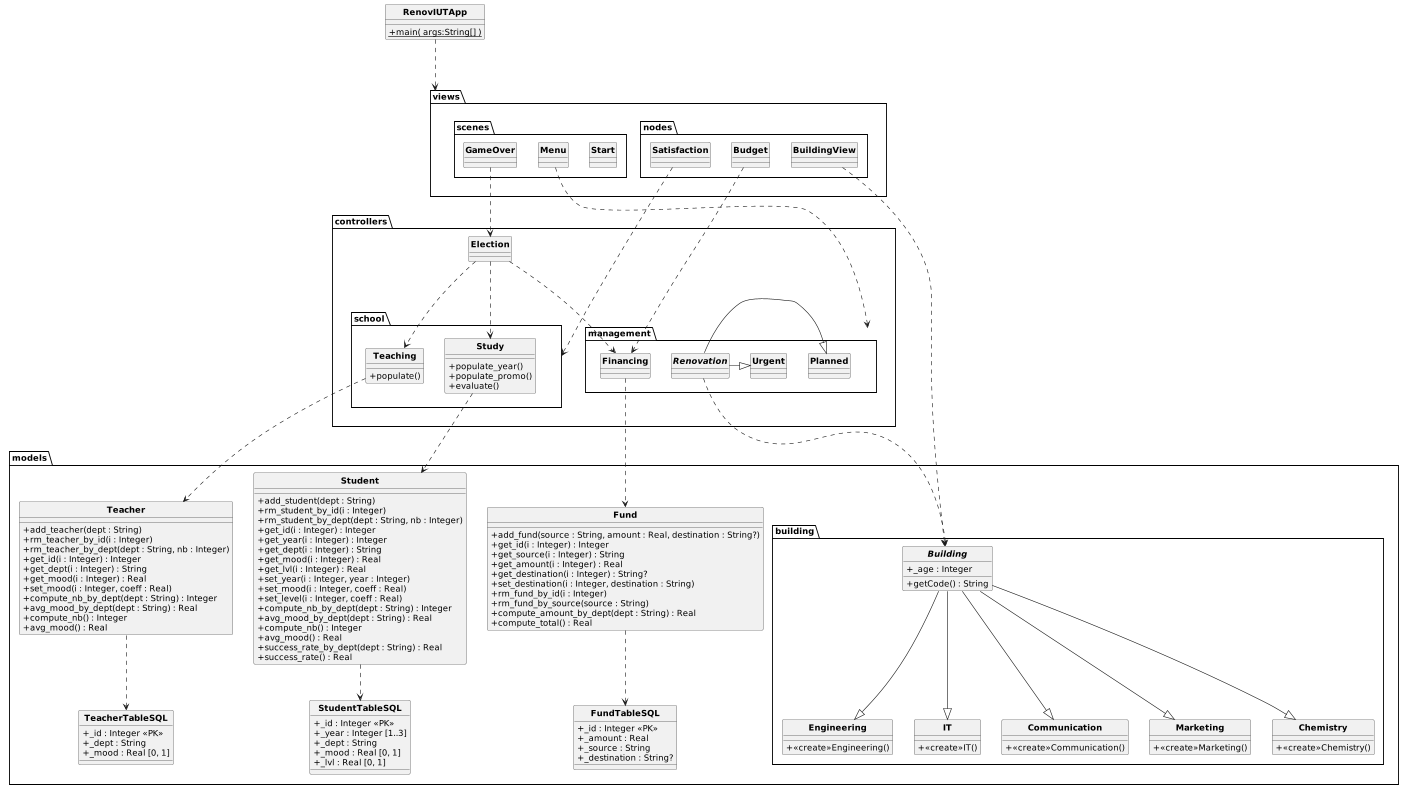 RenovIUTApp
+main( args:String[] )
views
scenes
nodes
GameOver
Menu
Start
Satisfaction
Budget
BuildingView
controllers
Election
school
management
Teaching
+populate()
Study
+populate_year()
+populate_promo()
+evaluate()
Financing
Renovation
Urgent
Planned
models
Teacher
+add_teacher(dept : String)
+rm_teacher_by_id(i : Integer)
+rm_teacher_by_dept(dept : String, nb : Integer)
+get_id(i : Integer) : Integer
+get_dept(i : Integer) : String
+get_mood(i : Integer) : Real
+set_mood(i : Integer, coeff : Real)
+compute_nb_by_dept(dept : String) : Integer
+avg_mood_by_dept(dept : String) : Real
+compute_nb() : Integer
+avg_mood() : Real
Student
+add_student(dept : String)
+rm_student_by_id(i : Integer)
+rm_student_by_dept(dept : String, nb : Integer)
+get_id(i : Integer) : Integer
+get_year(i : Integer) : Integer
+get_dept(i : Integer) : String
+get_mood(i : Integer) : Real
+get_lvl(i : Integer) : Real
+set_year(i : Integer, year : Integer)
+set_mood(i : Integer, coeff : Real)
+set_level(i : Integer, coeff : Real)
+compute_nb_by_dept(dept : String) : Integer
+avg_mood_by_dept(dept : String) : Real
+compute_nb() : Integer
+avg_mood() : Real
+success_rate_by_dept(dept : String) : Real
+success_rate() : Real
Fund
+add_fund(source : String, amount : Real, destination : String?)
+get_id(i : Integer) : Integer
+get_source(i : Integer) : String
+get_amount(i : Integer) : Real
+get_destination(i : Integer) : String?
+set_destination(i : Integer, destination : String)
+rm_fund_by_id(i : Integer)
+rm_fund_by_source(source : String)
+compute_amount_by_dept(dept : String) : Real
+compute_total() : Real
building
Building
+_age : Integer
+getCode() : String
TeacherTableSQL
+_id : Integer «PK»
+_dept : String
+_mood : Real [0, 1]
StudentTableSQL
+_id : Integer «PK»
+_year : Integer [1..3]
+_dept : String
+_mood : Real [0, 1]
+_lvl : Real [0, 1]
FundTableSQL
+_id : Integer «PK»
+_amount : Real
+_source : String
+_destination : String?
Engineering
+«create»Engineering()
IT
+«create»IT()
Communication
+«create»Communication()
Marketing
+«create»Marketing()
Chemistry
+«create»Chemistry()